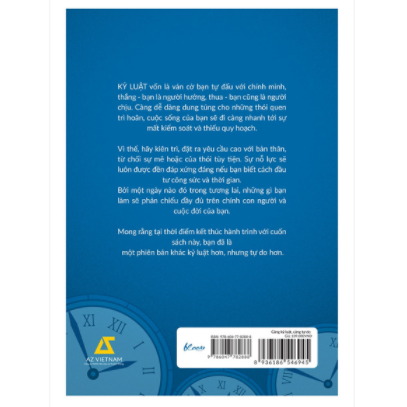 KỶ LUẬT vốn là ván cờ bạn tự đấu với chính mình,
thắng - bạn là người hưởng, thua - bạn cũng là người
chịu. Càng dễ dàng dung túng cho những thói quen
trì hoãn, cuộc sống của bạn sẽ đi càng nhanh tới sự
mất kiểm soát và thiếu quy hoạch.
Vì thế, hãy kiên trì, đặt ra yêu cầu cao với bản thân,
từ chối sự mê hoặc của thói tùy tiện. Sự nỗ lực sẽ
luôn được đền đáp xứng đáng nếu bạn biết cách đầu
tư công sức và thời gian.
Bởi một ngày nào đó trong tương lai, những gì bạn
làm sẽ phản chiếu đầy đủ trên chính con người và
cuộc đời của bạn.
Mong rằng tại thời điểm kết thúc hành trình với cuốn
sách này, bạn đã là
một phiên bản khác kỷ luật hơn, nhưng tự do hơn.
XII
XI
X
AZ VIETNAM
bloom
8 936186 546945